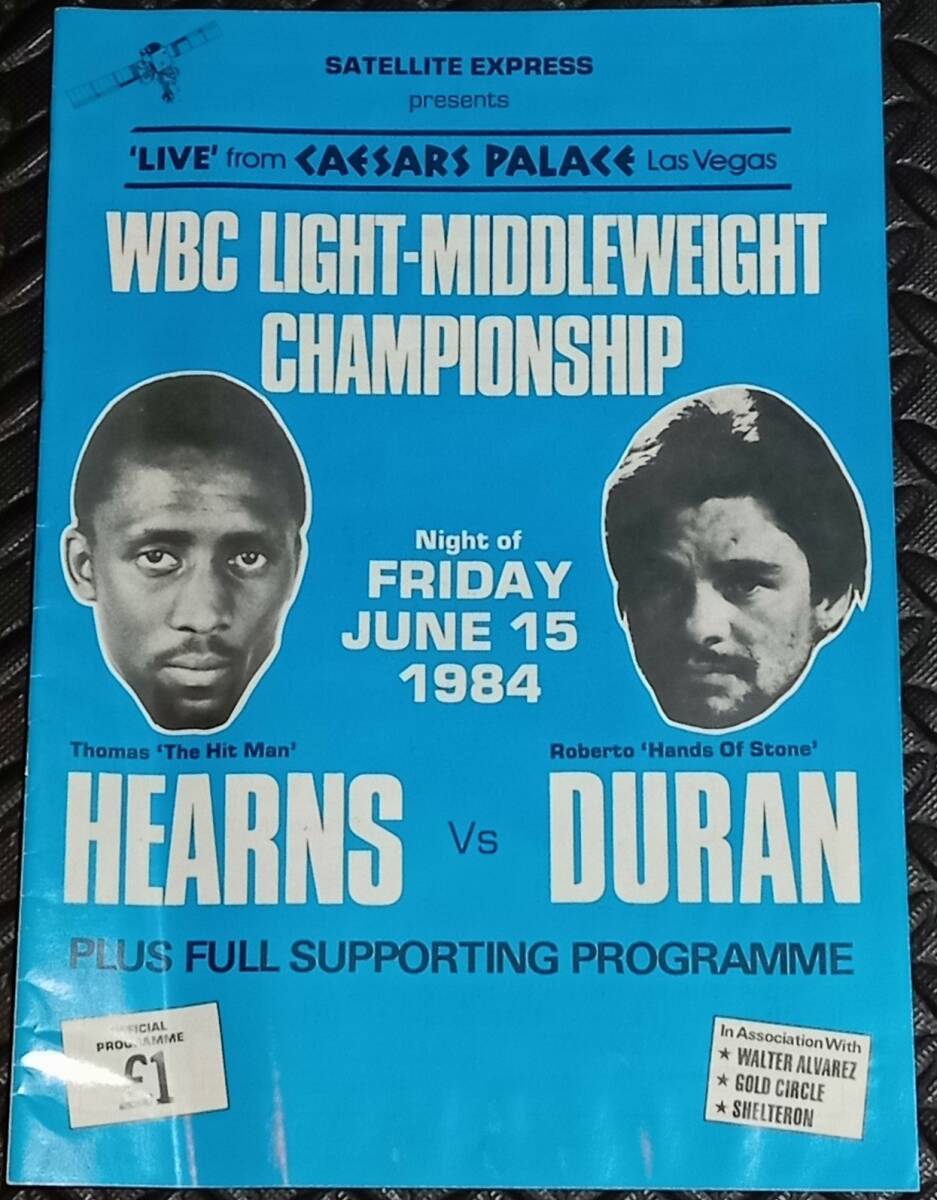 SATELLITE EXPRESS
presents
'LIVE' from CAESARS PALACE Las Vegas
WBC LIGHT-MIDDLEWEIGHT
CHAMPIONSHIP
Night of
FRIDAY
JUNE 15
1984
Thomas 'The Hit Man'
HEARNS
Vs
Roberto 'Hands Of Stone'
DURAN
PLUS FULL SUPPORTING PROGRAMME
OFFICIAL
PROGRAMME
£1
In Association With
★ WALTER ALVAREZ
★ GOLD CIRCLE
★ SHELTERON